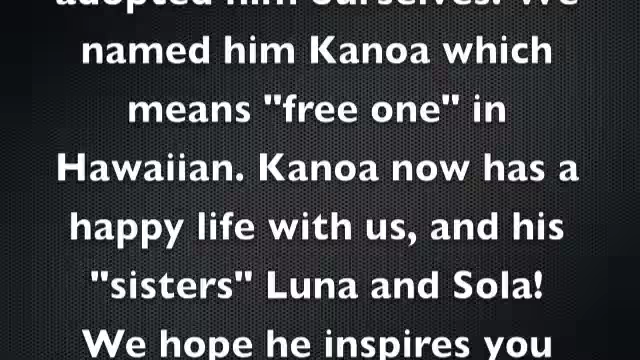 adopted him ourselves. We
named him Kanoa which
means "free one" in
Hawaiian. Kanoa now has a
happy life with us, and his
"sisters" Luna and Sola!
We hope he inspires you